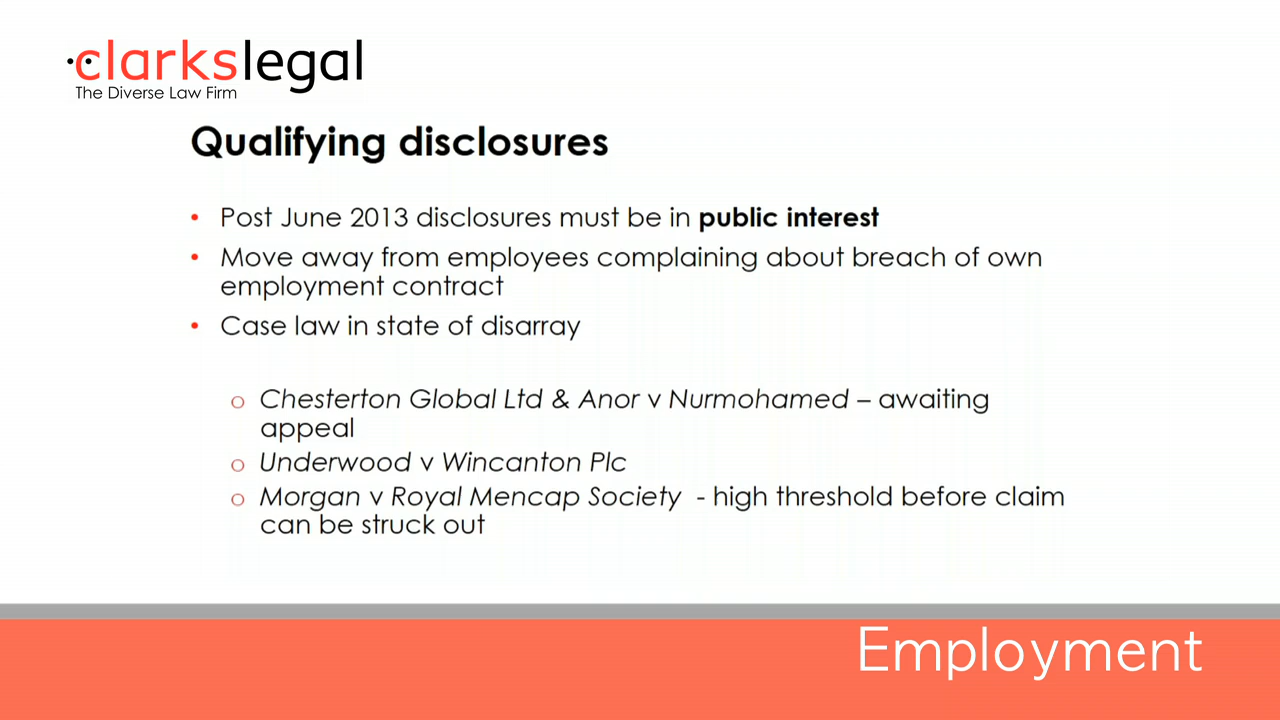 clarkslegal
The Diverse Law Firm
Qualifying disclosures
• Post June 2013 disclosures must be in public interest
• Move away from employees complaining about breach of own
employment contract
• Case law in state of disarray
o Chesterton Global Ltd & Anor v Nurmohamed – awaiting
appeal
o Underwood v Wincanton Plc
o Morgan v Royal Mencap Society - high threshold before claim
can be struck out
Employment